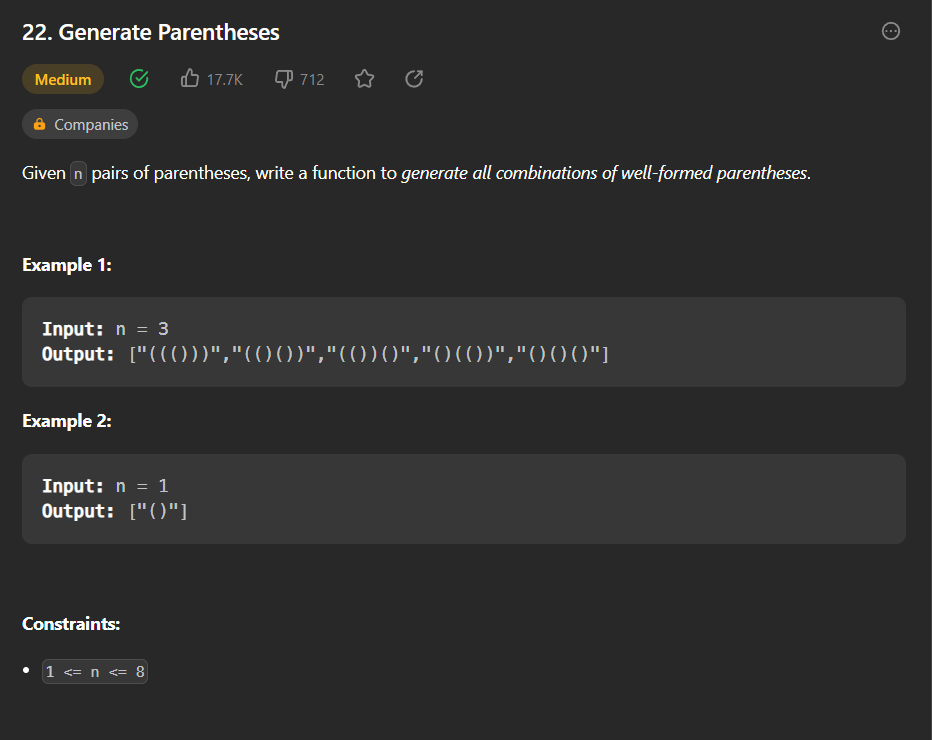 22. Generate Parentheses
Medium 17.7K 712
Companies
Given n pairs of parentheses, write a function to generate all combinations of well-formed parentheses.
Example 1:
Input: n = 3
Output: ["((()))","(()())","(())()","()(())","()()()"]
Example 2:
Input: n = 1
Output: ["()"]
Constraints:
• 1 <= n <= 8